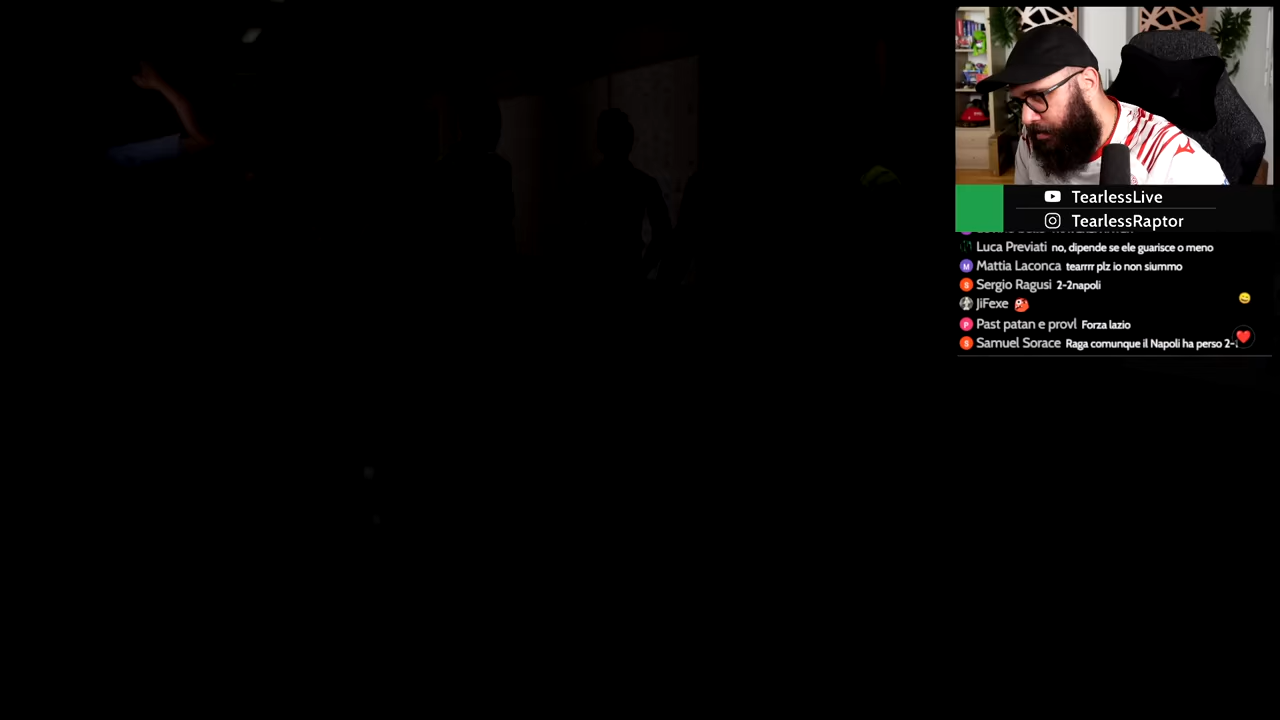 TearlessLive
TearlessRaptor
Luca Previati no, dipende se ele guarisce o meno
Mattia Laconca tearrrr plz io non siummo
Sergio Ragusi 2-2napoli
JiFexe
Past patan e provl Forza lazio
Samuel Sorace Raga comunque il Napoli ha perso